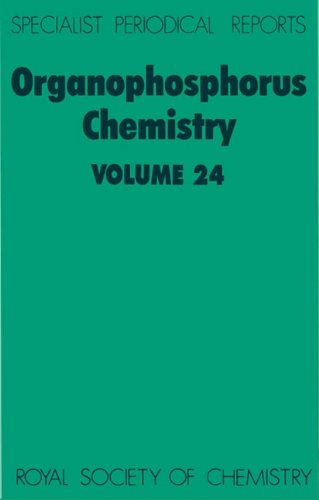 SPECIALIST PERIODICAL REPORTS
Organophosphorus
Chemistry
VOLUME 24
ROYAL SOCIETY OF CHEMISTRY